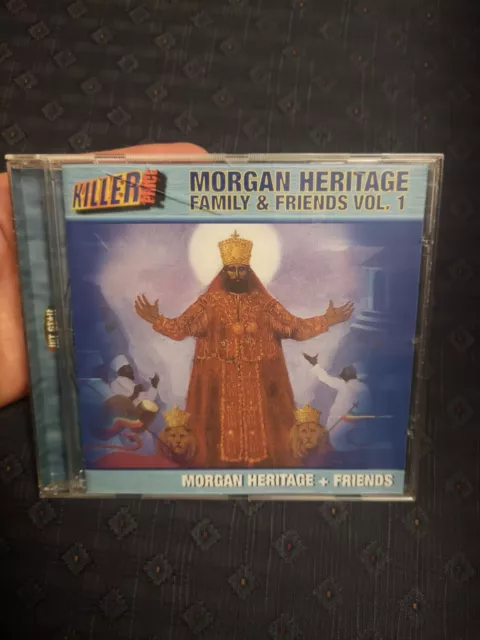 KILLER
MORGAN HERITAGE
FAMILY & FRIENDS VOL. 1
MORGAN HERITAGE + FRIENDS